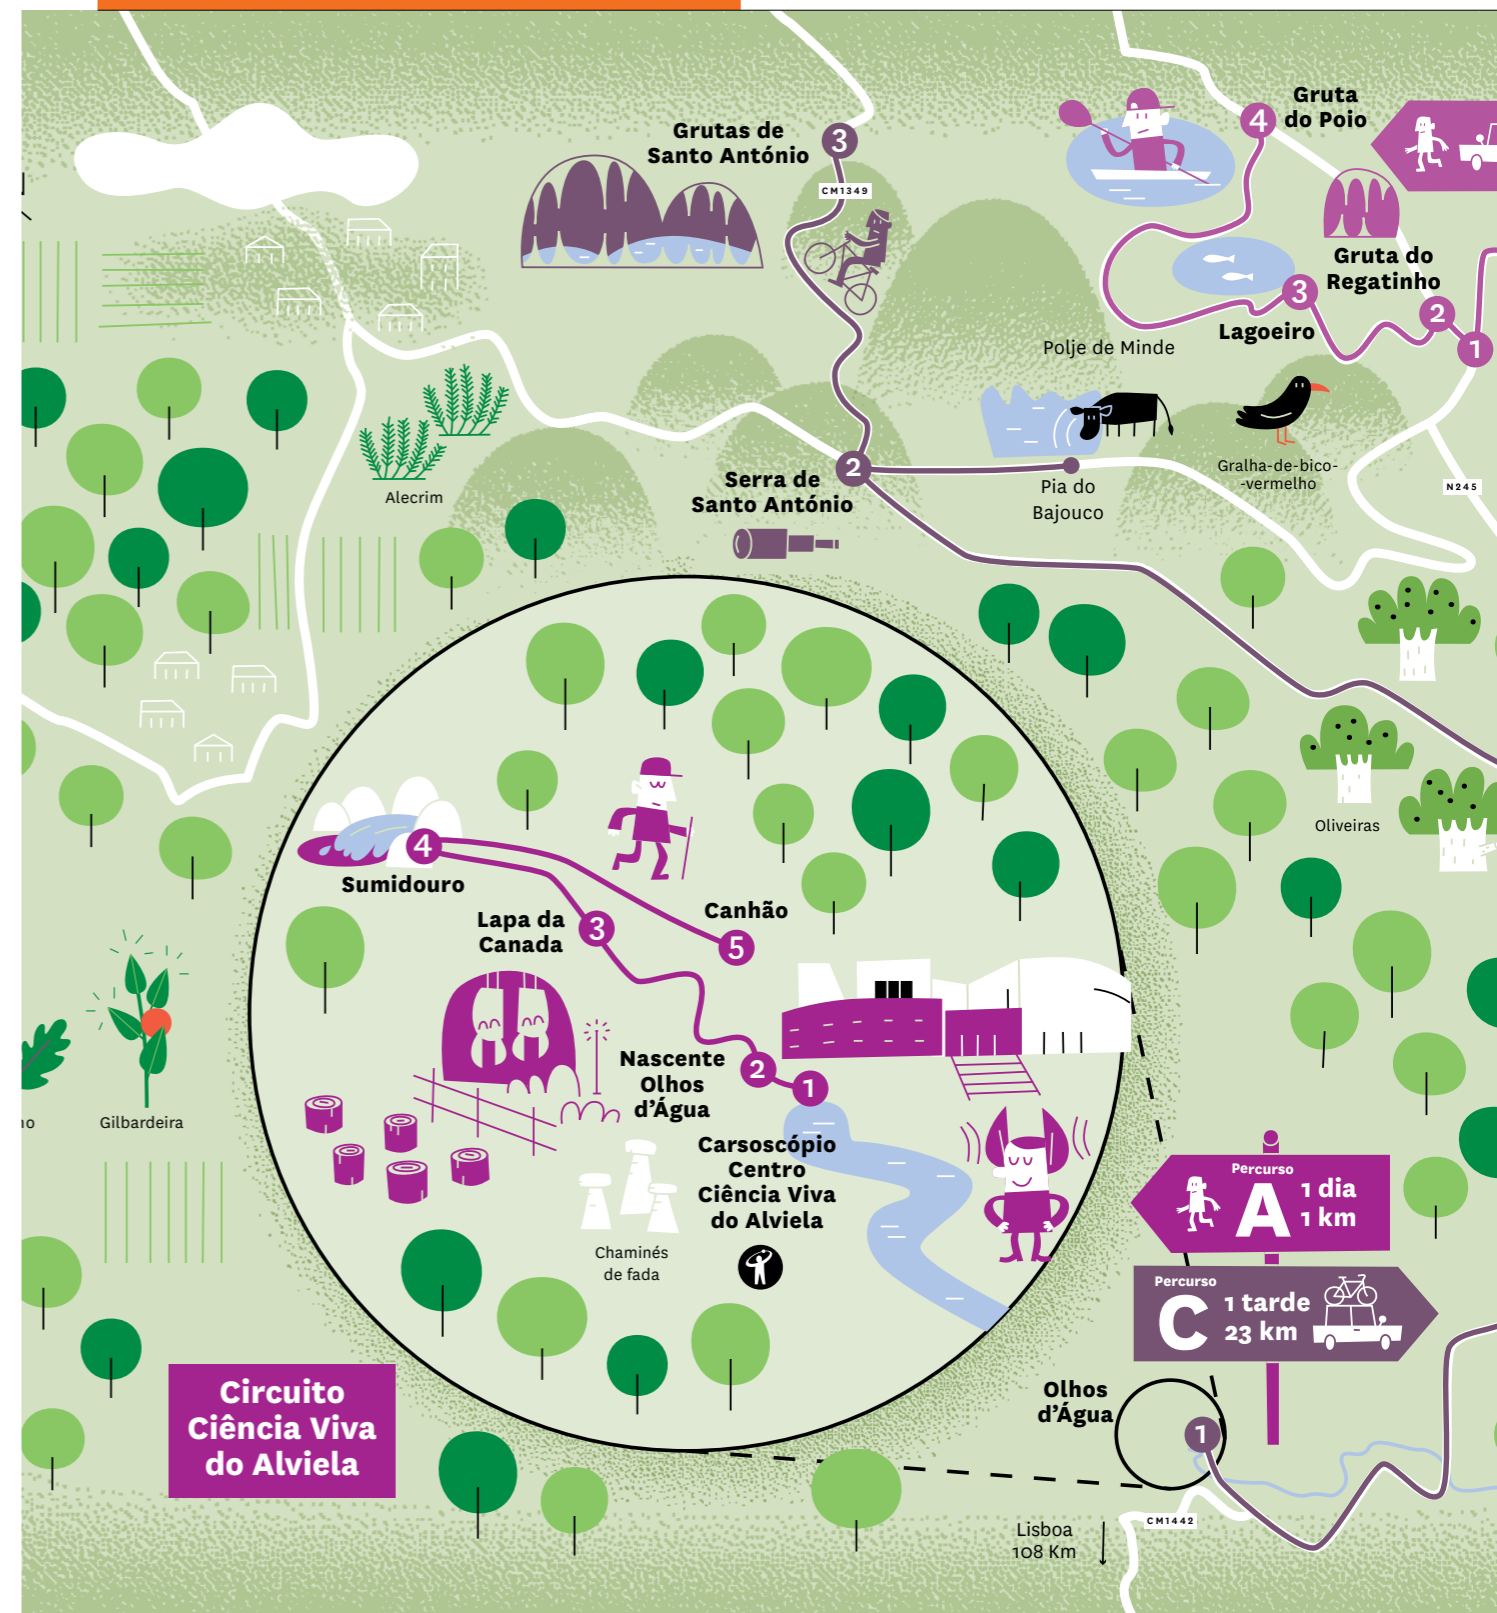 Gruta
do Poio
4
Grutas de
Santo António
3
CM1349
Gruta do
Regatinho
3
2
1
Lagoeiro
Polje de Minde
Alecrim
2
Serra de
Santo António
Pia do
Bajouco
Gralha-de-bico-
-vermelho
N245
Oliveiras
4
Sumidouro
Lapa da
Canada
3
Canhão
5
Gilbardeira
Nascente
Olhos
d'Água
2
1
Carsoscópio
Centro
Ciência Viva
do Alviela
Chaminés
de fada
Percurso
A
1 dia
1 km
Percurso
C
1 tarde
23 km
Circuito
Ciência Viva
do Alviela
Olhos
d'Água
1
CM1442
Lisboa
108 Km